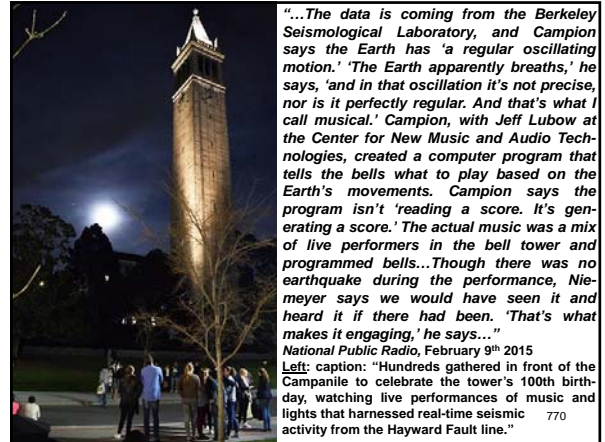 “…The data is coming from the Berkeley
Seismological Laboratory, and Campion
says the Earth has ‘a regular oscillating
motion.’ ‘The Earth apparently breaths,’ he
says, ‘and in that oscillation it’s not precise,
nor is it perfectly regular. And that’s what I
call musical.’ Campion, with Jeff Lubow at
the Center for New Music and Audio Tech-
nologies, created a computer program that
tells the bells what to play based on the
Earth’s movements. Campion says the
program isn’t ‘reading a score. It’s gen-
erating a score.’ The actual music was a mix
of live performers in the bell tower and
programmed bells…Though there was no
earthquake during the performance, Nie-
meyer says we would have seen it and
heard it if there had been. ‘That’s what
makes it engaging,’ he says…”
National Public Radio, February 9th 2015
Left: caption: “Hundreds gathered in front of the
Campanile to celebrate the tower’s 100th birth-
day, watching live performances of music and
lights that harnessed real-time seismic
activity from the Hayward Fault line.”
770